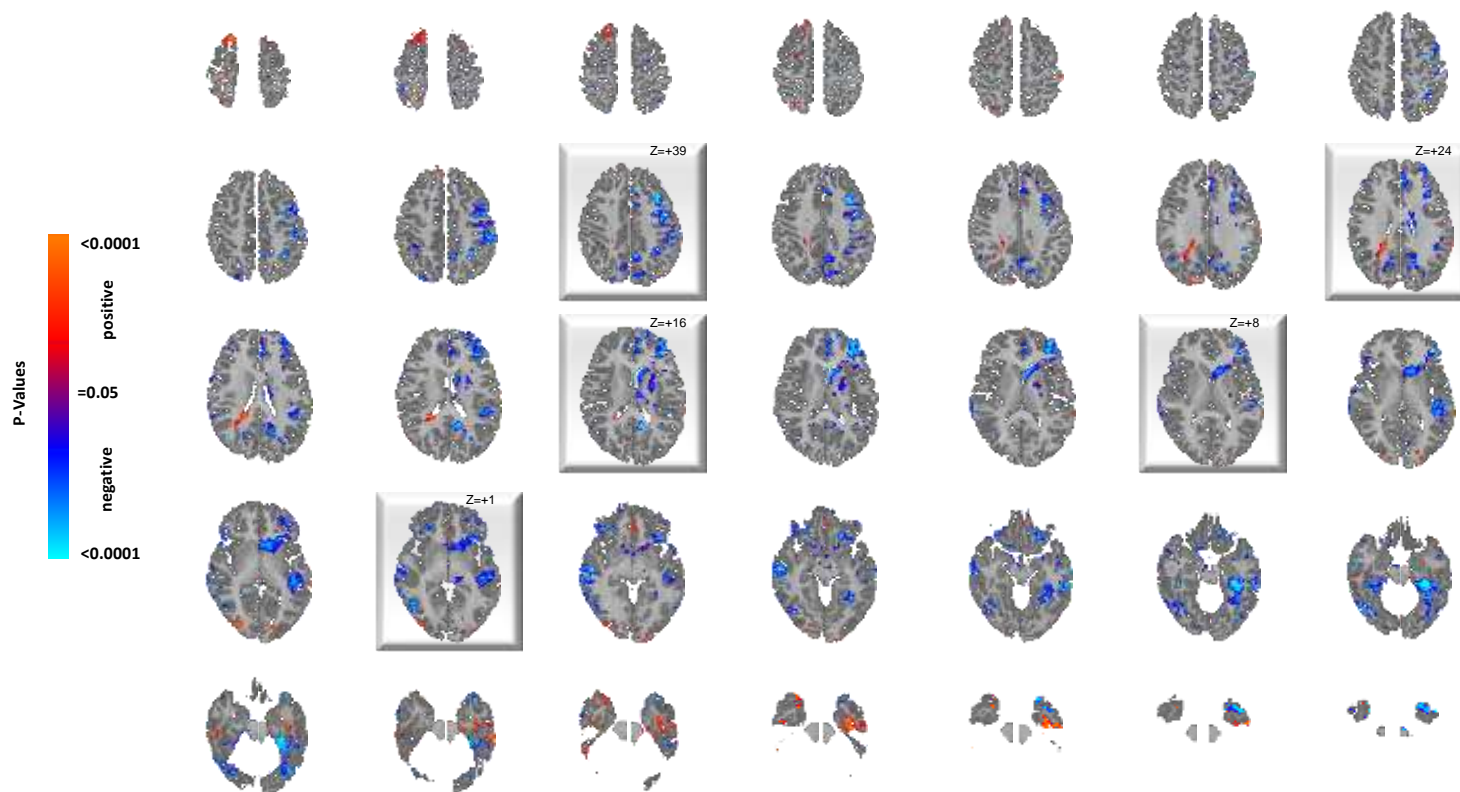 Z=+39
Z=+24
<0.0001
positive
P-Values
=0.05
negative
<0.0001
Z=+16
Z=+8
Z=+1